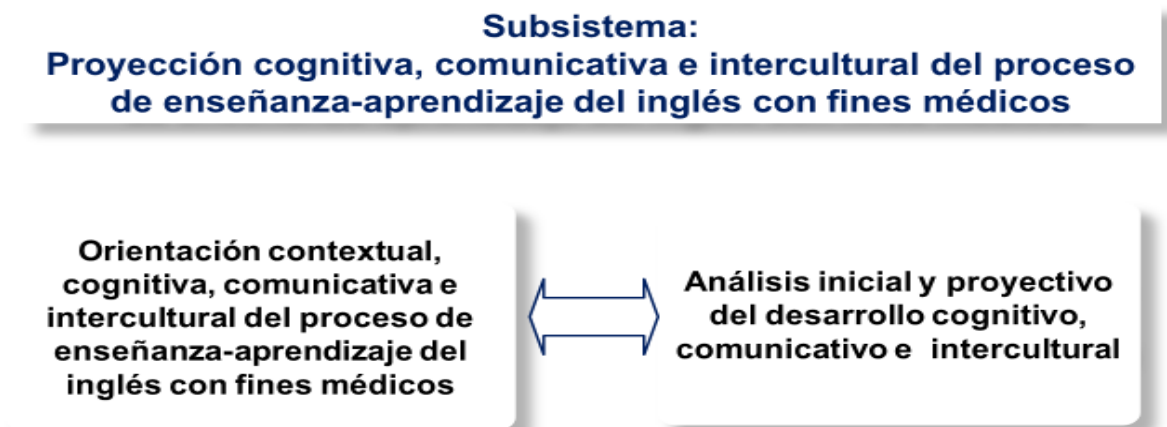 Subsistema:
Proyección cognitiva, comunicativa e intercultural del proceso
de enseñanza-aprendizaje del inglés con fines médicos
Orientación contextual,
cognitiva, comunicativa e
intercultural del proceso de
enseñanza-aprendizaje del
inglés con fines médicos
Análisis inicial y proyectivo
del desarrollo cognitivo,
comunicativo e intercultural